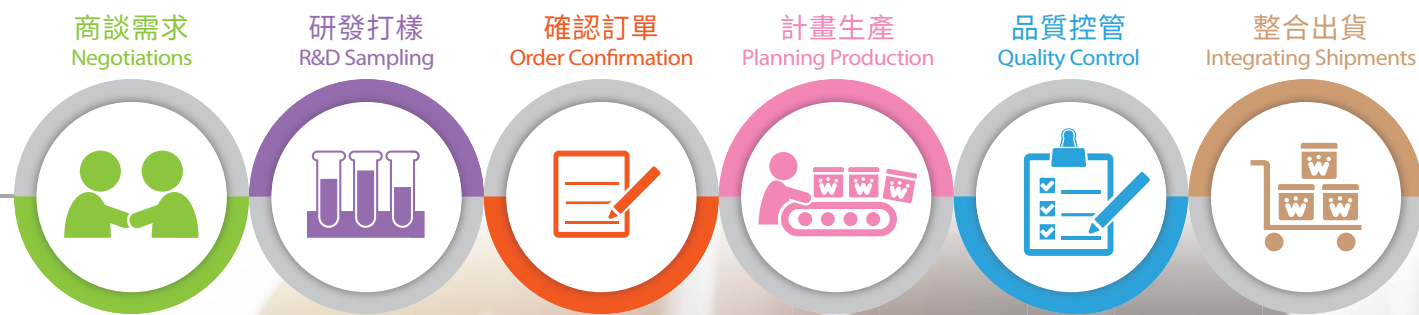 商談需求
Negotiations
研發打樣
R&D Sampling
確認訂單
Order Confirmation
計畫生產
Planning Production
品質控管
Quality Control
整合出貨
Integrating Shipments
W W W
W
W W